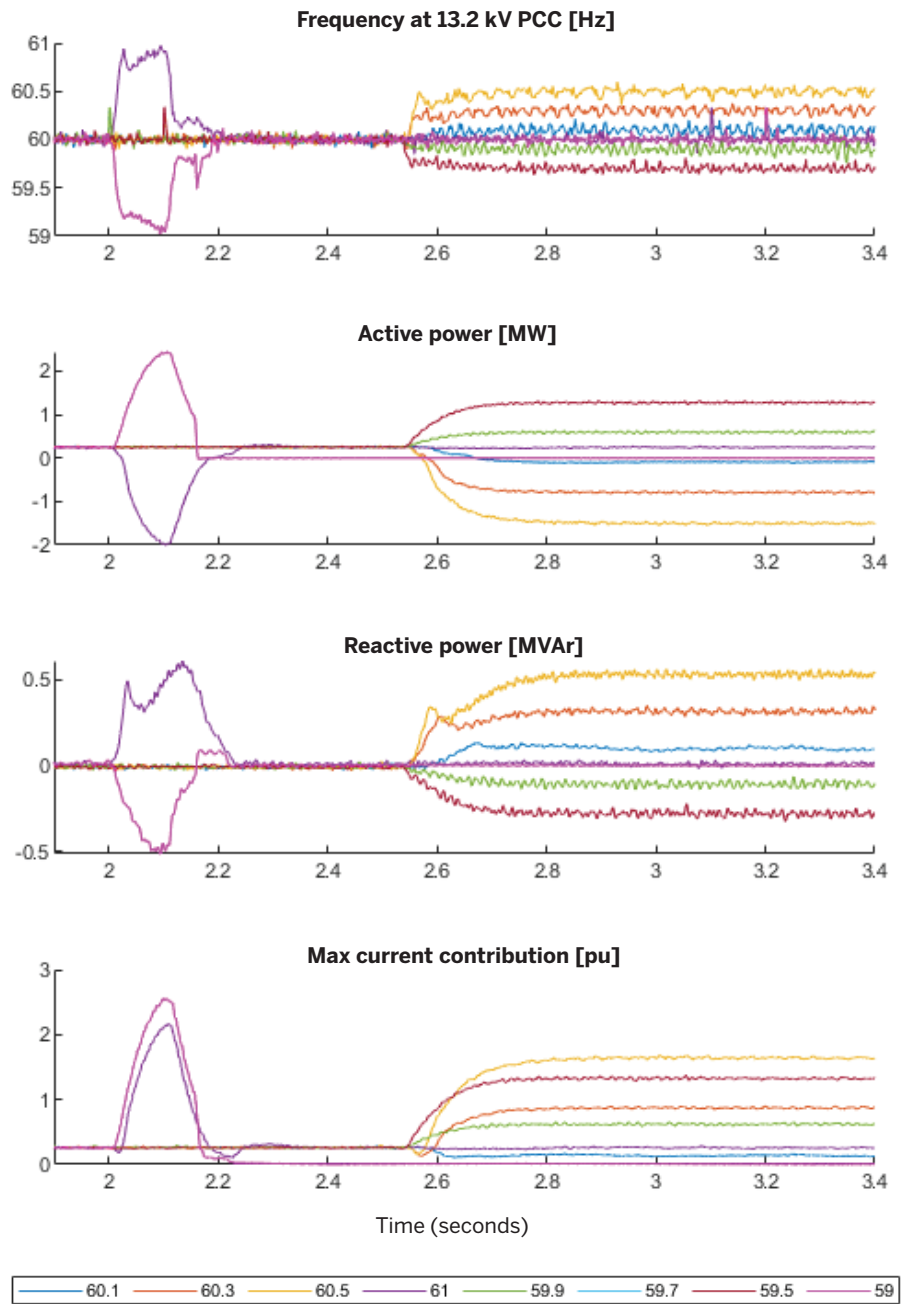 Frequency at 13.2 kV PCC [Hz]
61
60.5
60
59.5
59
2 2.2 2.4 2.6 2.8 3 3.2 3.4
Active power [MW]
2
1
0
-1
-2
2 2.2 2.4 2.6 2.8 3 3.2 3.4
Reactive power [MVAr]
0.5
0
-0.5
2 2.2 2.4 2.6 2.8 3 3.2 3.4
Max current contribution [pu]
3
2
1
0
2 2.2 2.4 2.6 2.8 3 3.2 3.4
Time (seconds)
60.1 60.3 60.5 61 59.9 59.7 59.5 59